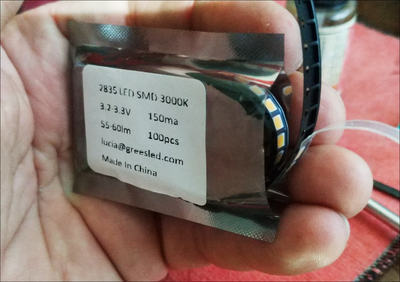 2835 LED SMD 3000K
3.2-3.3V 150ma
55-60lm 100pcs
lucia@greesled.com
Made In China